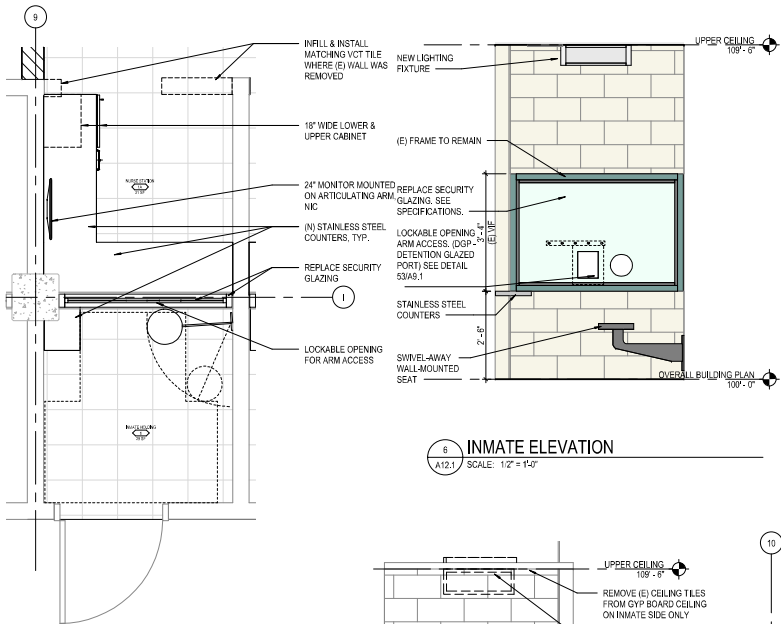 9
INFILL & INSTALL
MATCHING VCT TILE
WHERE (E) WALL WAS
REMOVED
18" WIDE LOWER &
UPPER CABINET
NURSE STATION
24" MONITOR MOUNTED
ON ARTICULATING ARM,
NIC
(N) STAINLESS STEEL
COUNTERS, TYP.
REPLACE SECURITY
GLAZING
I
LOCKABLE OPENING
FOR ARM ACCESS
INMATE HOLDING
UPPER CEILING
109' - 6"
NEW LIGHTING
FIXTURE
(E) FRAME TO REMAIN
REPLACE SECURITY
GLAZING. SEE
SPECIFICATIONS.
LOCKABLE OPENING
ARM ACCESS. (DGP -
DETENTION GLAZED
PORT) SEE DETAIL
53/A9.1
3' - 4"
(E) VIF
STAINLESS STEEL
COUNTERS
2' - 6"
SWIVEL-AWAY
WALL-MOUNTED
SEAT
OVERALL BUILDING PLAN
100' - 0"
6
A12.1
INMATE ELEVATION
SCALE: 1/2" = 1'-0"
10
UPPER CEILING
109' - 6"
REMOVE (E) CEILING TILES
FROM GYP BOARD CEILING
ON INMATE SIDE ONLY